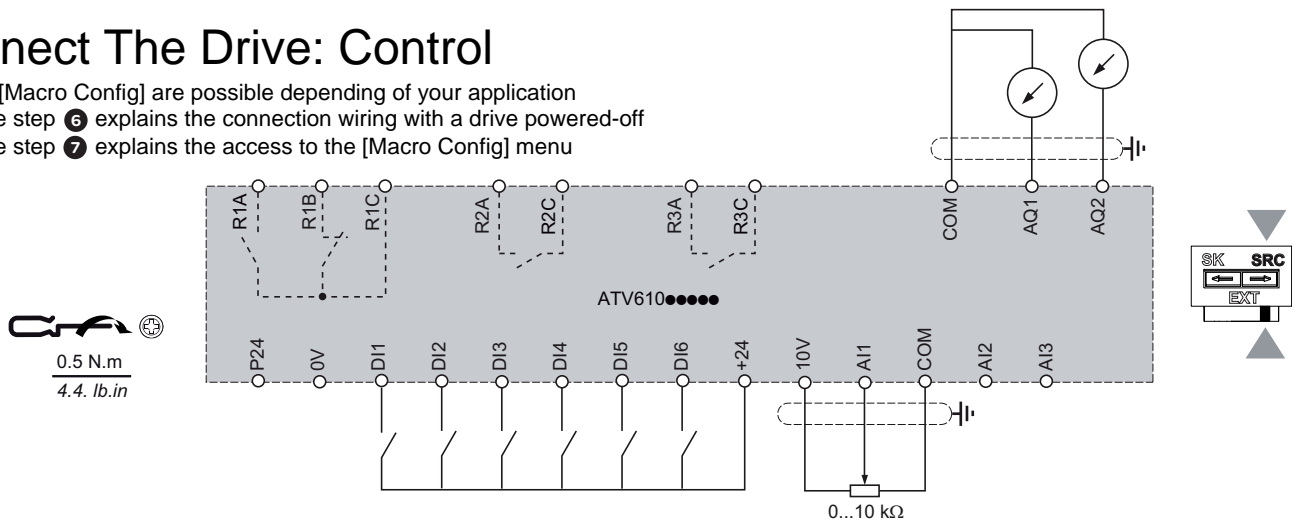 nect The Drive: Control
[Macro Config] are possible depending of your application
e step 6 explains the connection wiring with a drive powered-off
e step 7 explains the access to the [Macro Config] menu
R1A R1B R1C R2A R2C R3A R3C COM AQ1 AQ2
SK SRC
EXT
ATV610●●●●●
0.5 N.m
4.4. lb.in
P24 0V DI1 DI2 DI3 DI4 DI5 DI6 +24 10V AI1 COM AI2 AI3
0...10 kΩ